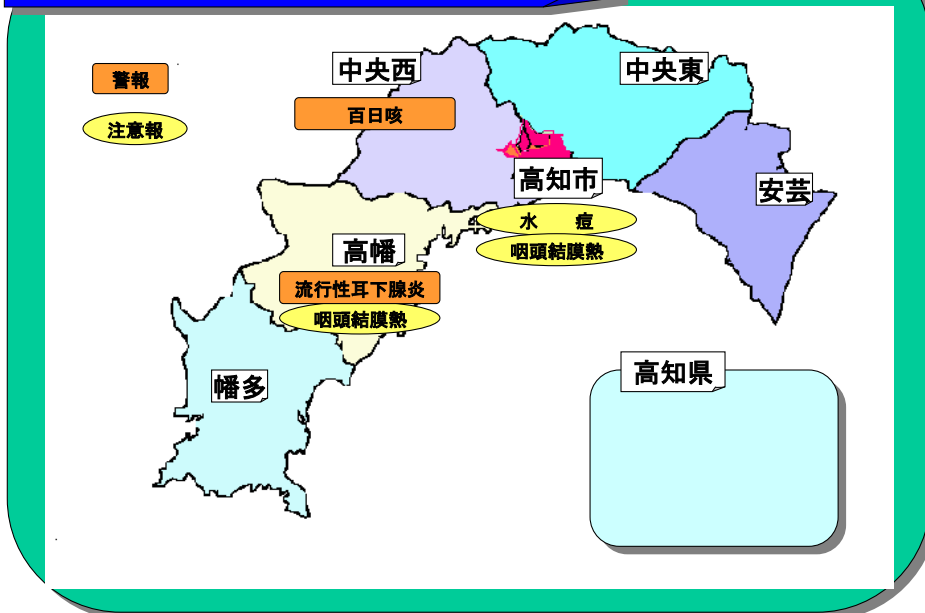 警報
注意報
中央西
百日咳
中央東
高知市
水　痘
咽頭結膜熱
安芸
高幡
流行性耳下腺炎
咽頭結膜熱
幡多
高知県